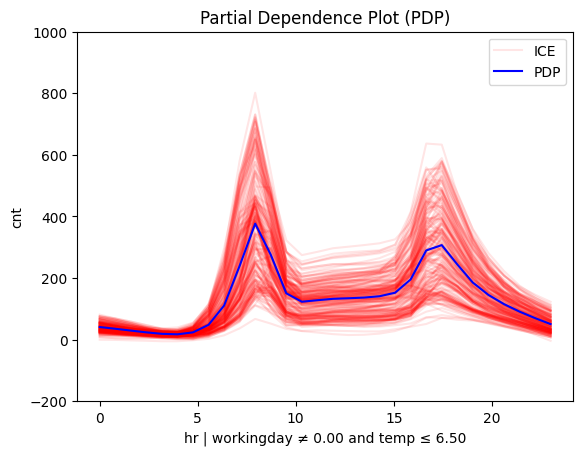 Partial Dependence Plot (PDP)
1000
800
600
400
200
0
−200
cnt
ICE
PDP
0 5 10 15 20
hr | workingday ≠ 0.00 and temp ≤ 6.50